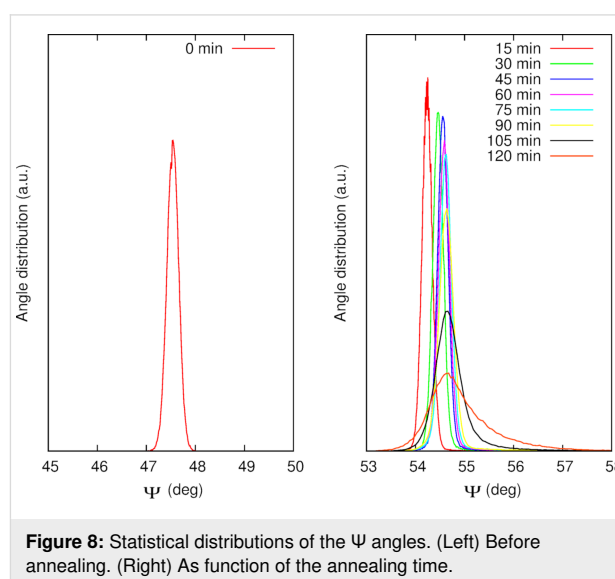 0 min
Angle distribution (a.u.)
45 46 47 48 49 50
Ψ (deg)
15 min
30 min
45 min
60 min
75 min
90 min
105 min
120 min
Angle distribution (a.u.)
53 54 55 56 57
Ψ (deg)
Figure 8: Statistical distributions of the Ψ angles. (Left) Before
annealing. (Right) As function of the annealing time.